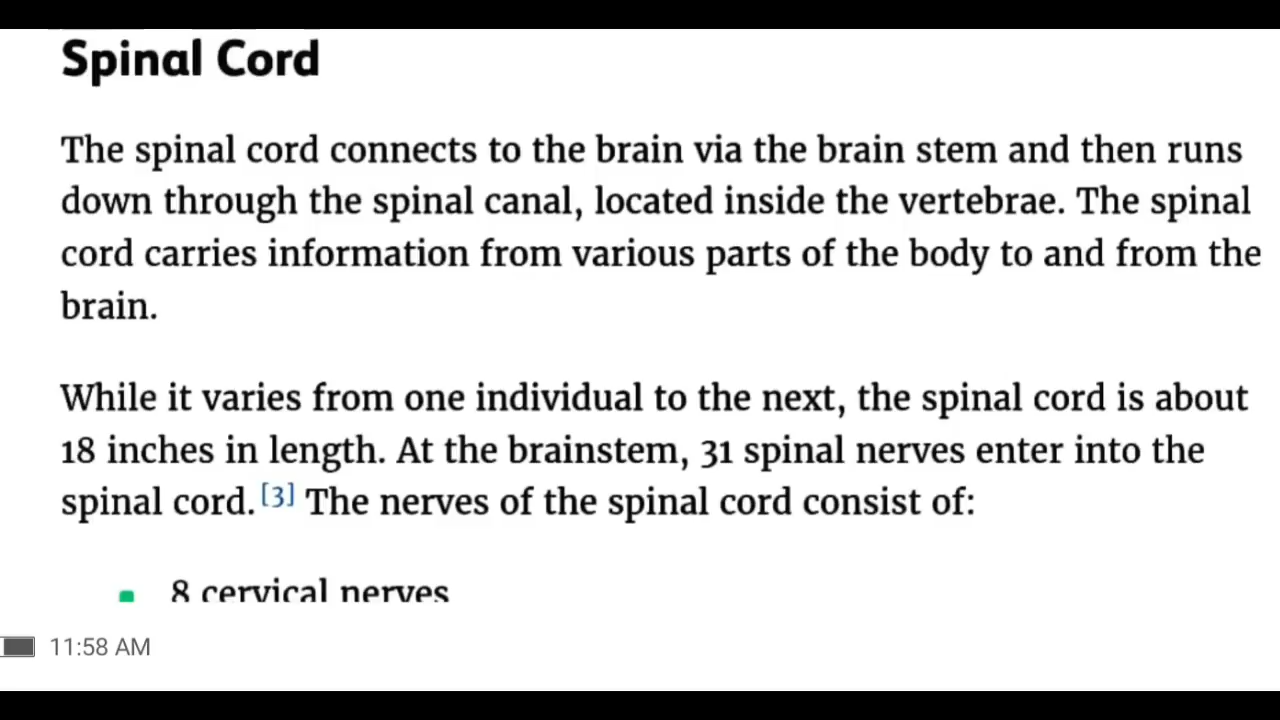 Spinal Cord
The spinal cord connects to the brain via the brain stem and then runs
down through the spinal canal, located inside the vertebrae. The spinal
cord carries information from various parts of the body to and from the
brain.
While it varies from one individual to the next, the spinal cord is about
18 inches in length. At the brainstem, 31 spinal nerves enter into the
spinal cord. [3] The nerves of the spinal cord consist of:
8 cervical nerves
11:58 AM